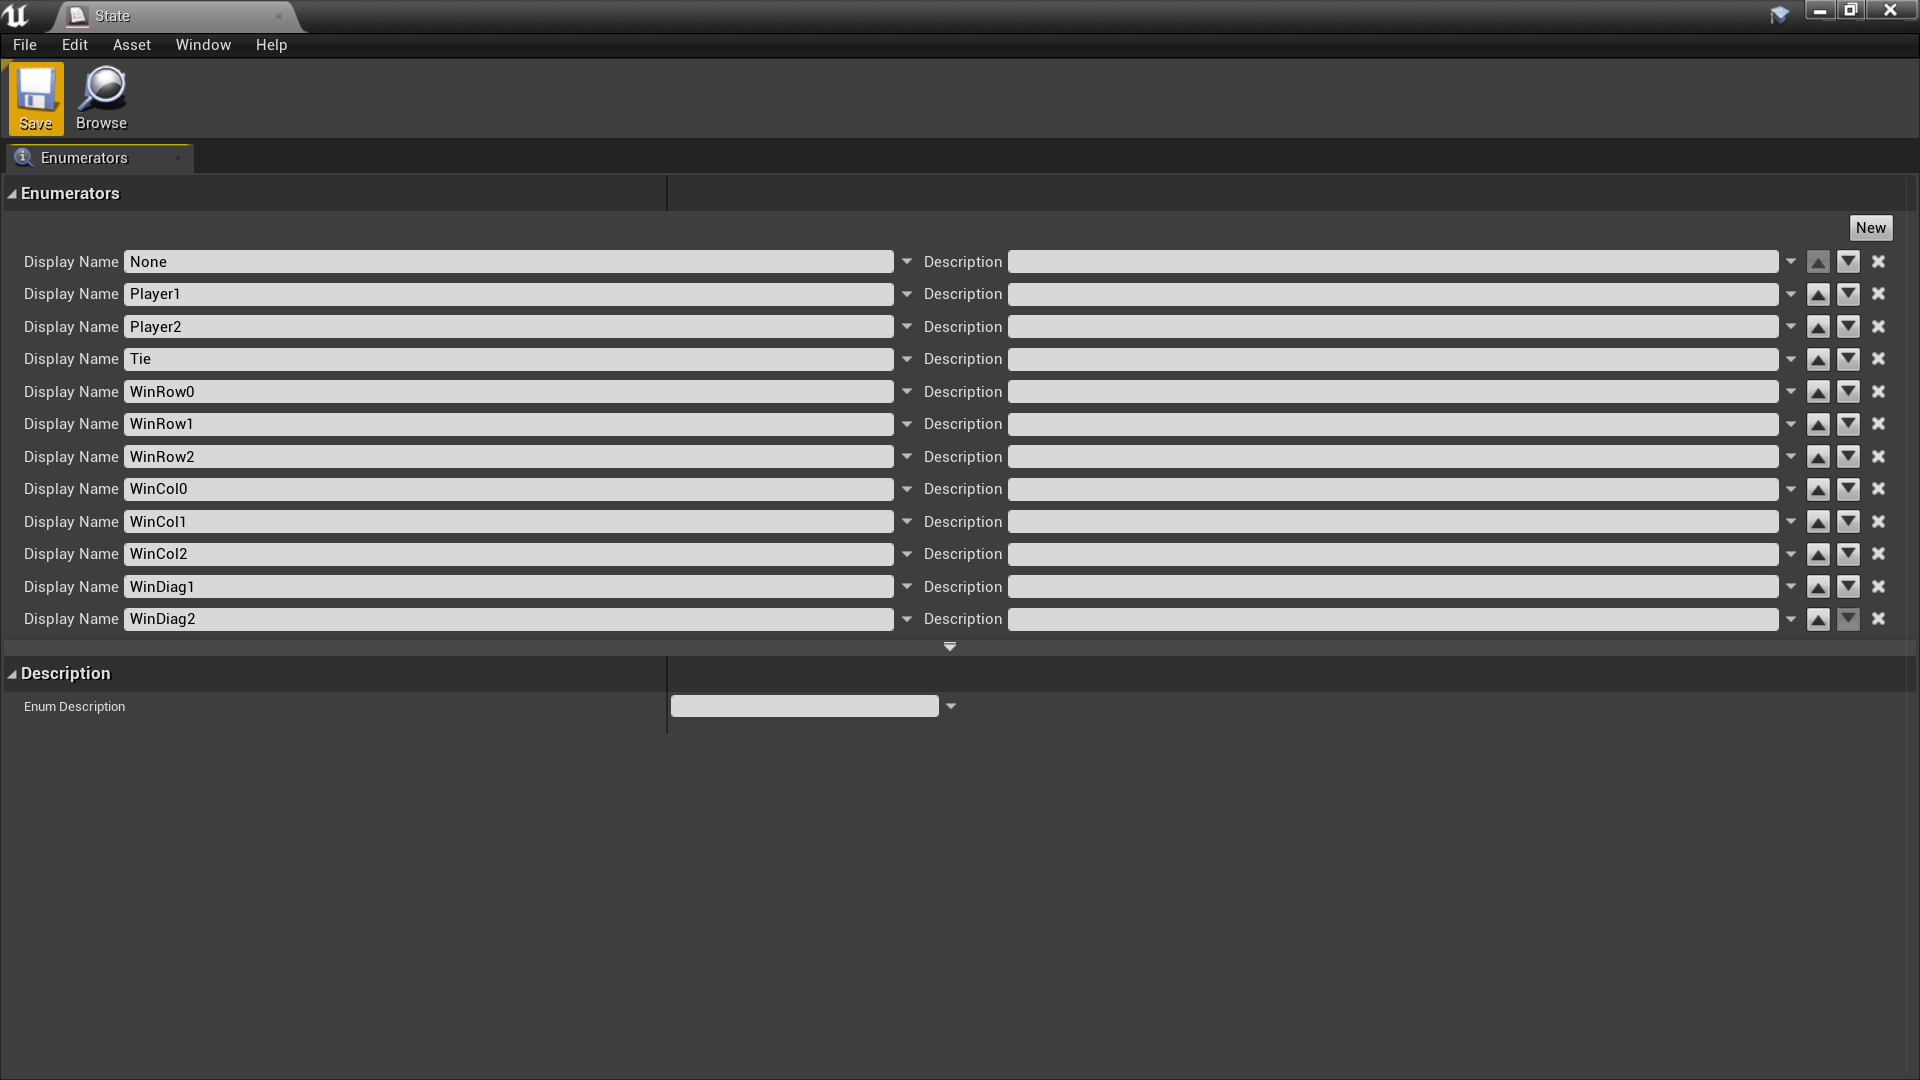 State
File Edit Asset Window Help
Save Browse
Enumerators
Enumerators
New
Display Name None Description
Display Name Player1 Description
Display Name Player2 Description
Display Name Tie Description
Display Name WinRow0 Description
Display Name WinRow1 Description
Display Name WinRow2 Description
Display Name WinCol0 Description
Display Name WinCol1 Description
Display Name WinCol2 Description
Display Name WinDiag1 Description
Display Name WinDiag2 Description
Description
Enum Description